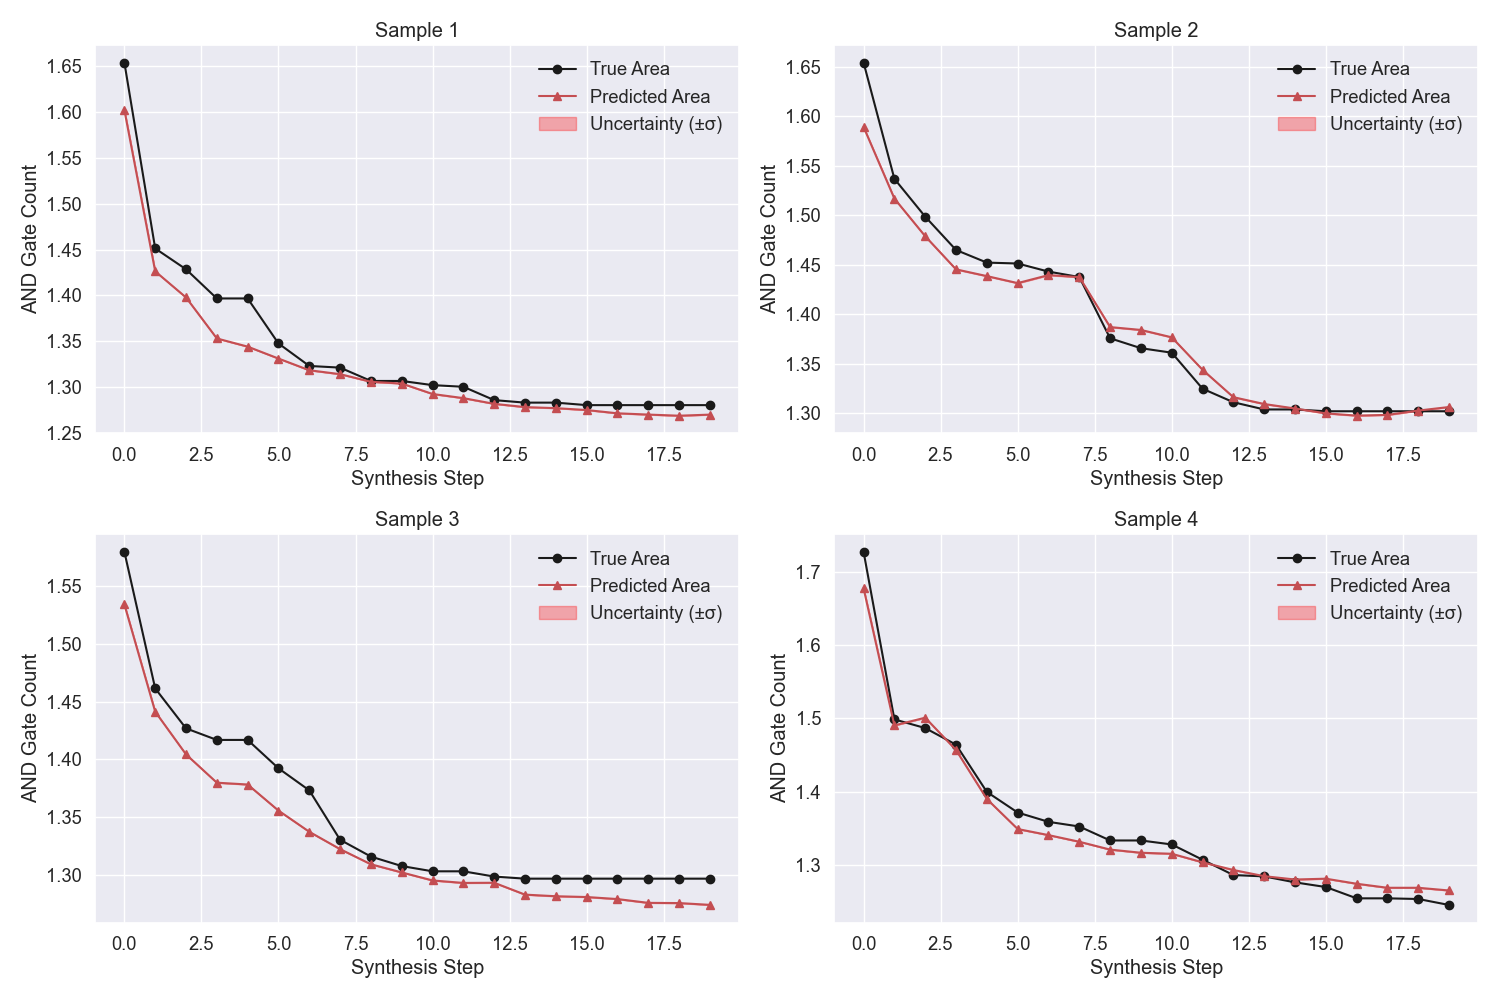 Sample 1
True Area
Predicted Area
Uncertainty (±σ)
AND Gate Count
1.65
1.60
1.55
1.50
1.45
1.40
1.35
1.30
1.25
0.0 2.5 5.0 7.5 10.0 12.5 15.0 17.5
Synthesis Step
Sample 2
True Area
Predicted Area
Uncertainty (±σ)
AND Gate Count
1.65
1.60
1.55
1.50
1.45
1.40
1.35
1.30
0.0 2.5 5.0 7.5 10.0 12.5 15.0 17.5
Synthesis Step
Sample 3
True Area
Predicted Area
Uncertainty (±σ)
AND Gate Count
1.55
1.50
1.45
1.40
1.35
1.30
0.0 2.5 5.0 7.5 10.0 12.5 15.0 17.5
Synthesis Step
Sample 4
True Area
Predicted Area
Uncertainty (±σ)
AND Gate Count
1.7
1.6
1.5
1.4
1.3
0.0 2.5 5.0 7.5 10.0 12.5 15.0 17.5
Synthesis Step